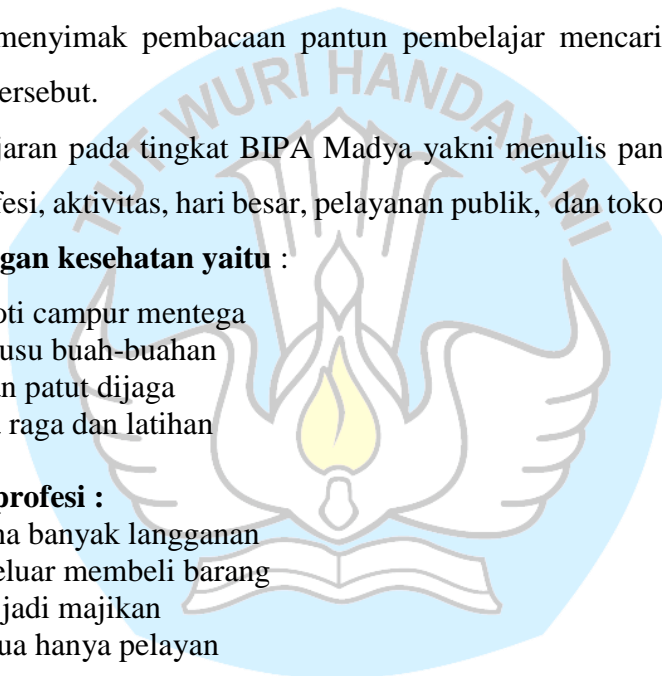 menyimak pembacaan pantun pembelajar mencari
ersebut.
TUT WURI HANDAYANI
jaran pada tingkat BIPA Madya yakni menulis pan
fesi, aktivitas, hari besar, pelayanan publik, dan toko
gan kesehatan yaitu :
oti campur mentega
usu buah-buahan
n patut dijaga
raga dan latihan
profesi :
na banyak langganan
eluar membeli barang
jadi majikan
ua hanya pelayan